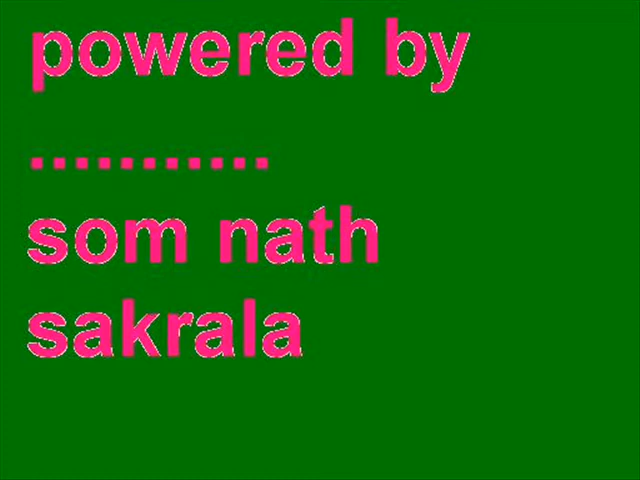 powered by
...........
som nath
sakrala